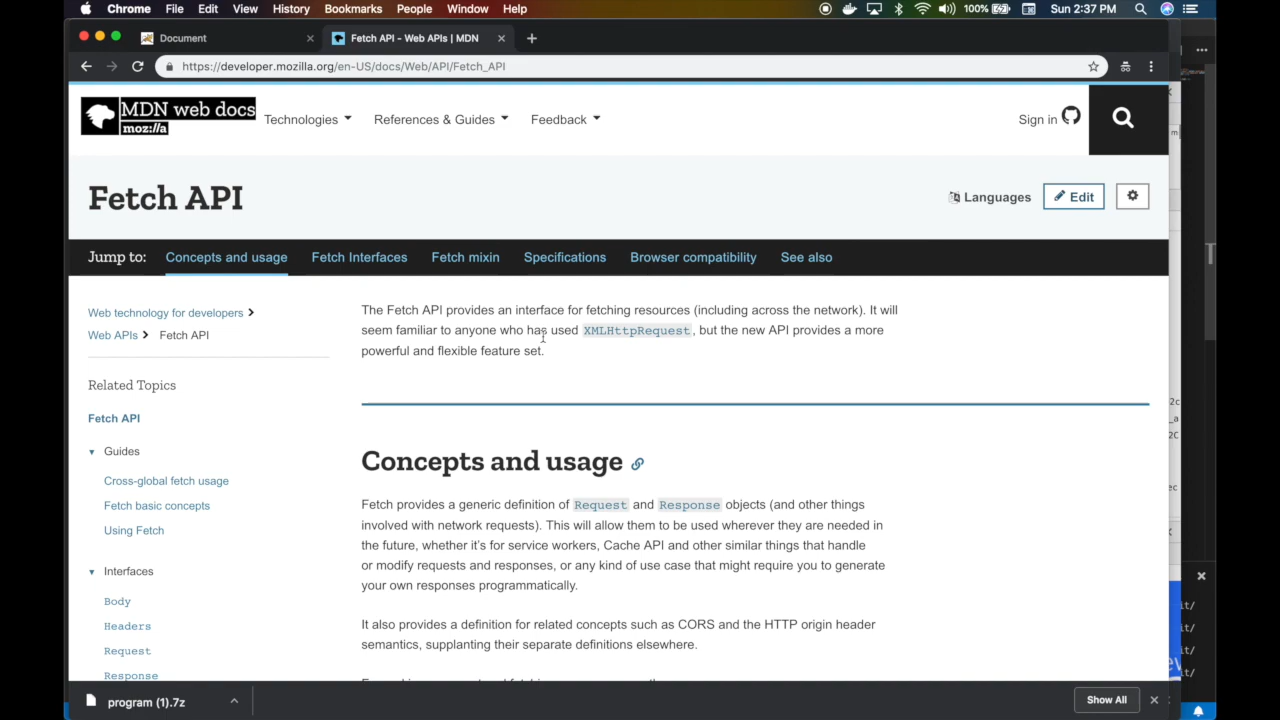 Chrome File Edit View History Bookmarks People Window Help 100% Sun 2:37 PM
Document Fetch API - Web APIs | MDN
https://developer.mozilla.org/en-US/docs/Web/API/Fetch_API
MDN web docs
moz://a
Technologies References & Guides Feedback Sign in
Fetch API
Languages Edit
Jump to: Concepts and usage Fetch Interfaces Fetch mixin Specifications Browser compatibility See also
Web technology for developers
Web APIs Fetch API
Related Topics
Fetch API
Guides
Cross-global fetch usage
Fetch basic concepts
Using Fetch
Interfaces
Body
Headers
Request
Response
The Fetch API provides an interface for fetching resources (including across the network). It will
seem familiar to anyone who has used XMLHttpRequest, but the new API provides a more
powerful and flexible feature set.
Concepts and usage
Fetch provides a generic definition of Request and Response objects (and other things
involved with network requests). This will allow them to be used wherever they are needed in
the future, whether it's for service workers, Cache API and other similar things that handle
or modify requests and responses, or any kind of use case that might require you to generate
your own responses programmatically.
It also provides a definition for related concepts such as CORS and the HTTP origin header
semantics, supplanting their separate definitions elsewhere.
program (1).7z
Show All
2c
_a
2C
ec
it/
it/
it/
it/